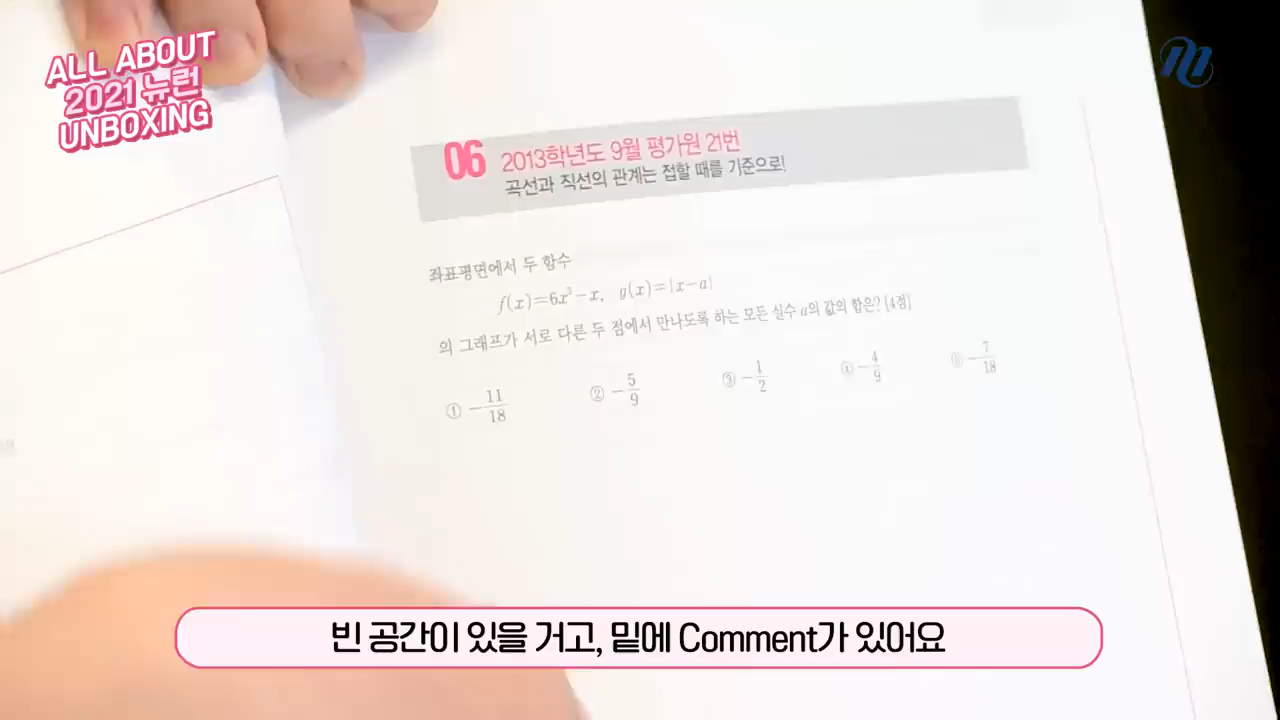 ALL ABOUT
2021 뉴런
UNBOXING
06 2013학년도 9월 평가원 21번
곡선과 직선의 관계는 접할 때를 기준으로!
좌표평면에서 두 함수
f(x)=6x³-x, g(x)=|x-a|
의 그래프가 서로 다른 두 점에서 만나도록 하는 모든 실수 a의 값의 합은? [4점]
① -11/18 ② -5/9 ③ -1/2 ④ -4/9 ⑤ -7/18
빈 공간이 있을 거고, 밑에 Comment가 있어요